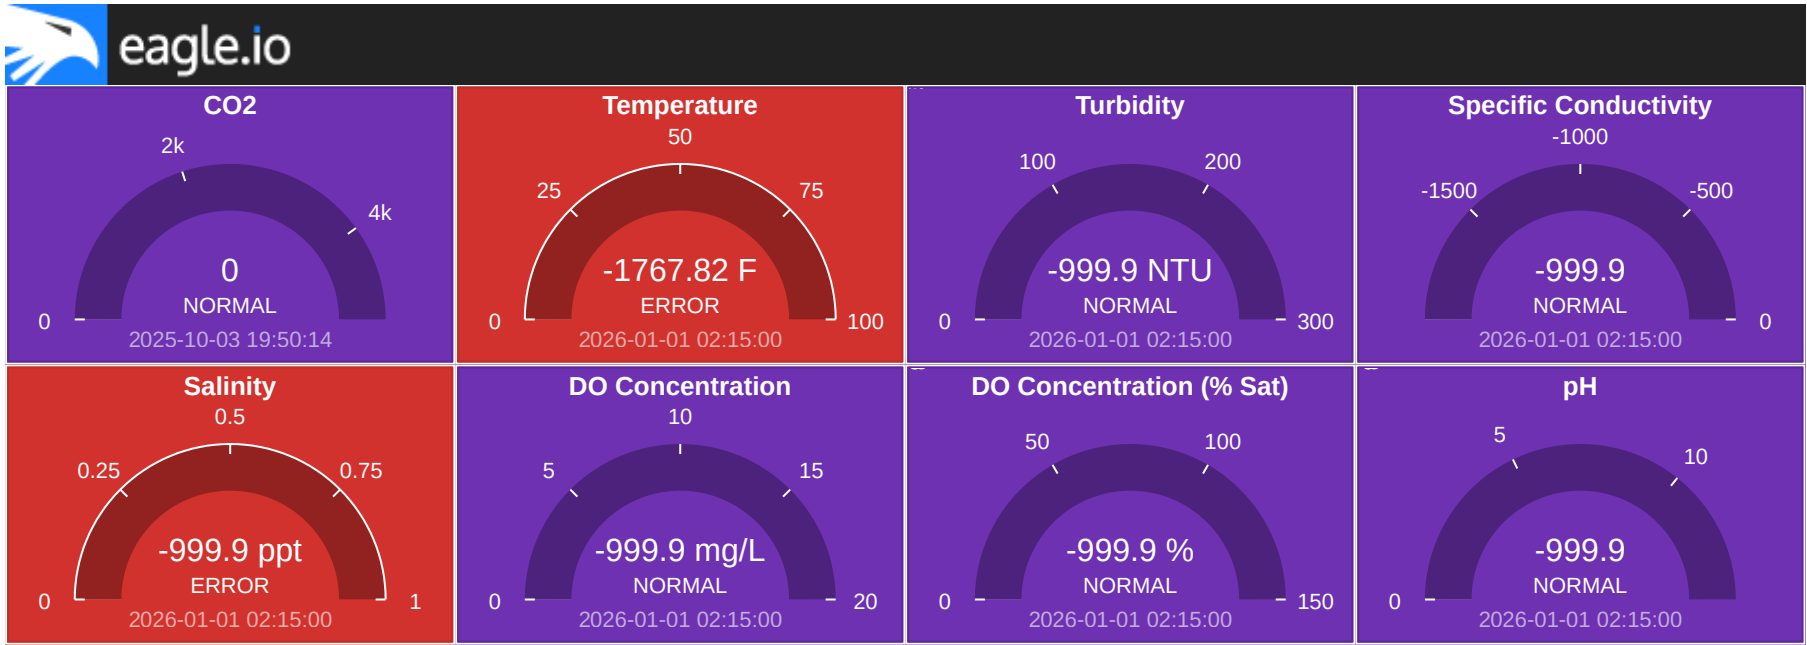 eagle.io
CO2
2k
4k
0
NORMAL
0
2025-10-03 19:50:14
Temperature
50
25
75
-1767.82 F
ERROR
0
100
2026-01-01 02:15:00
Turbidity
100
200
-999.9 NTU
NORMAL
0
300
2026-01-01 02:15:00
Specific Conductivity
-1000
-1500
-500
-999.9
NORMAL
0
2026-01-01 02:15:00
Salinity
0.5
0.25
0.75
-999.9 ppt
ERROR
0
1
2026-01-01 02:15:00
DO Concentration
10
5
15
-999.9 mg/L
NORMAL
0
20
2026-01-01 02:15:00
DO Concentration (% Sat)
50
100
-999.9 %
NORMAL
0
150
2026-01-01 02:15:00
pH
5
10
-999.9
NORMAL
0
2026-01-01 02:15:00